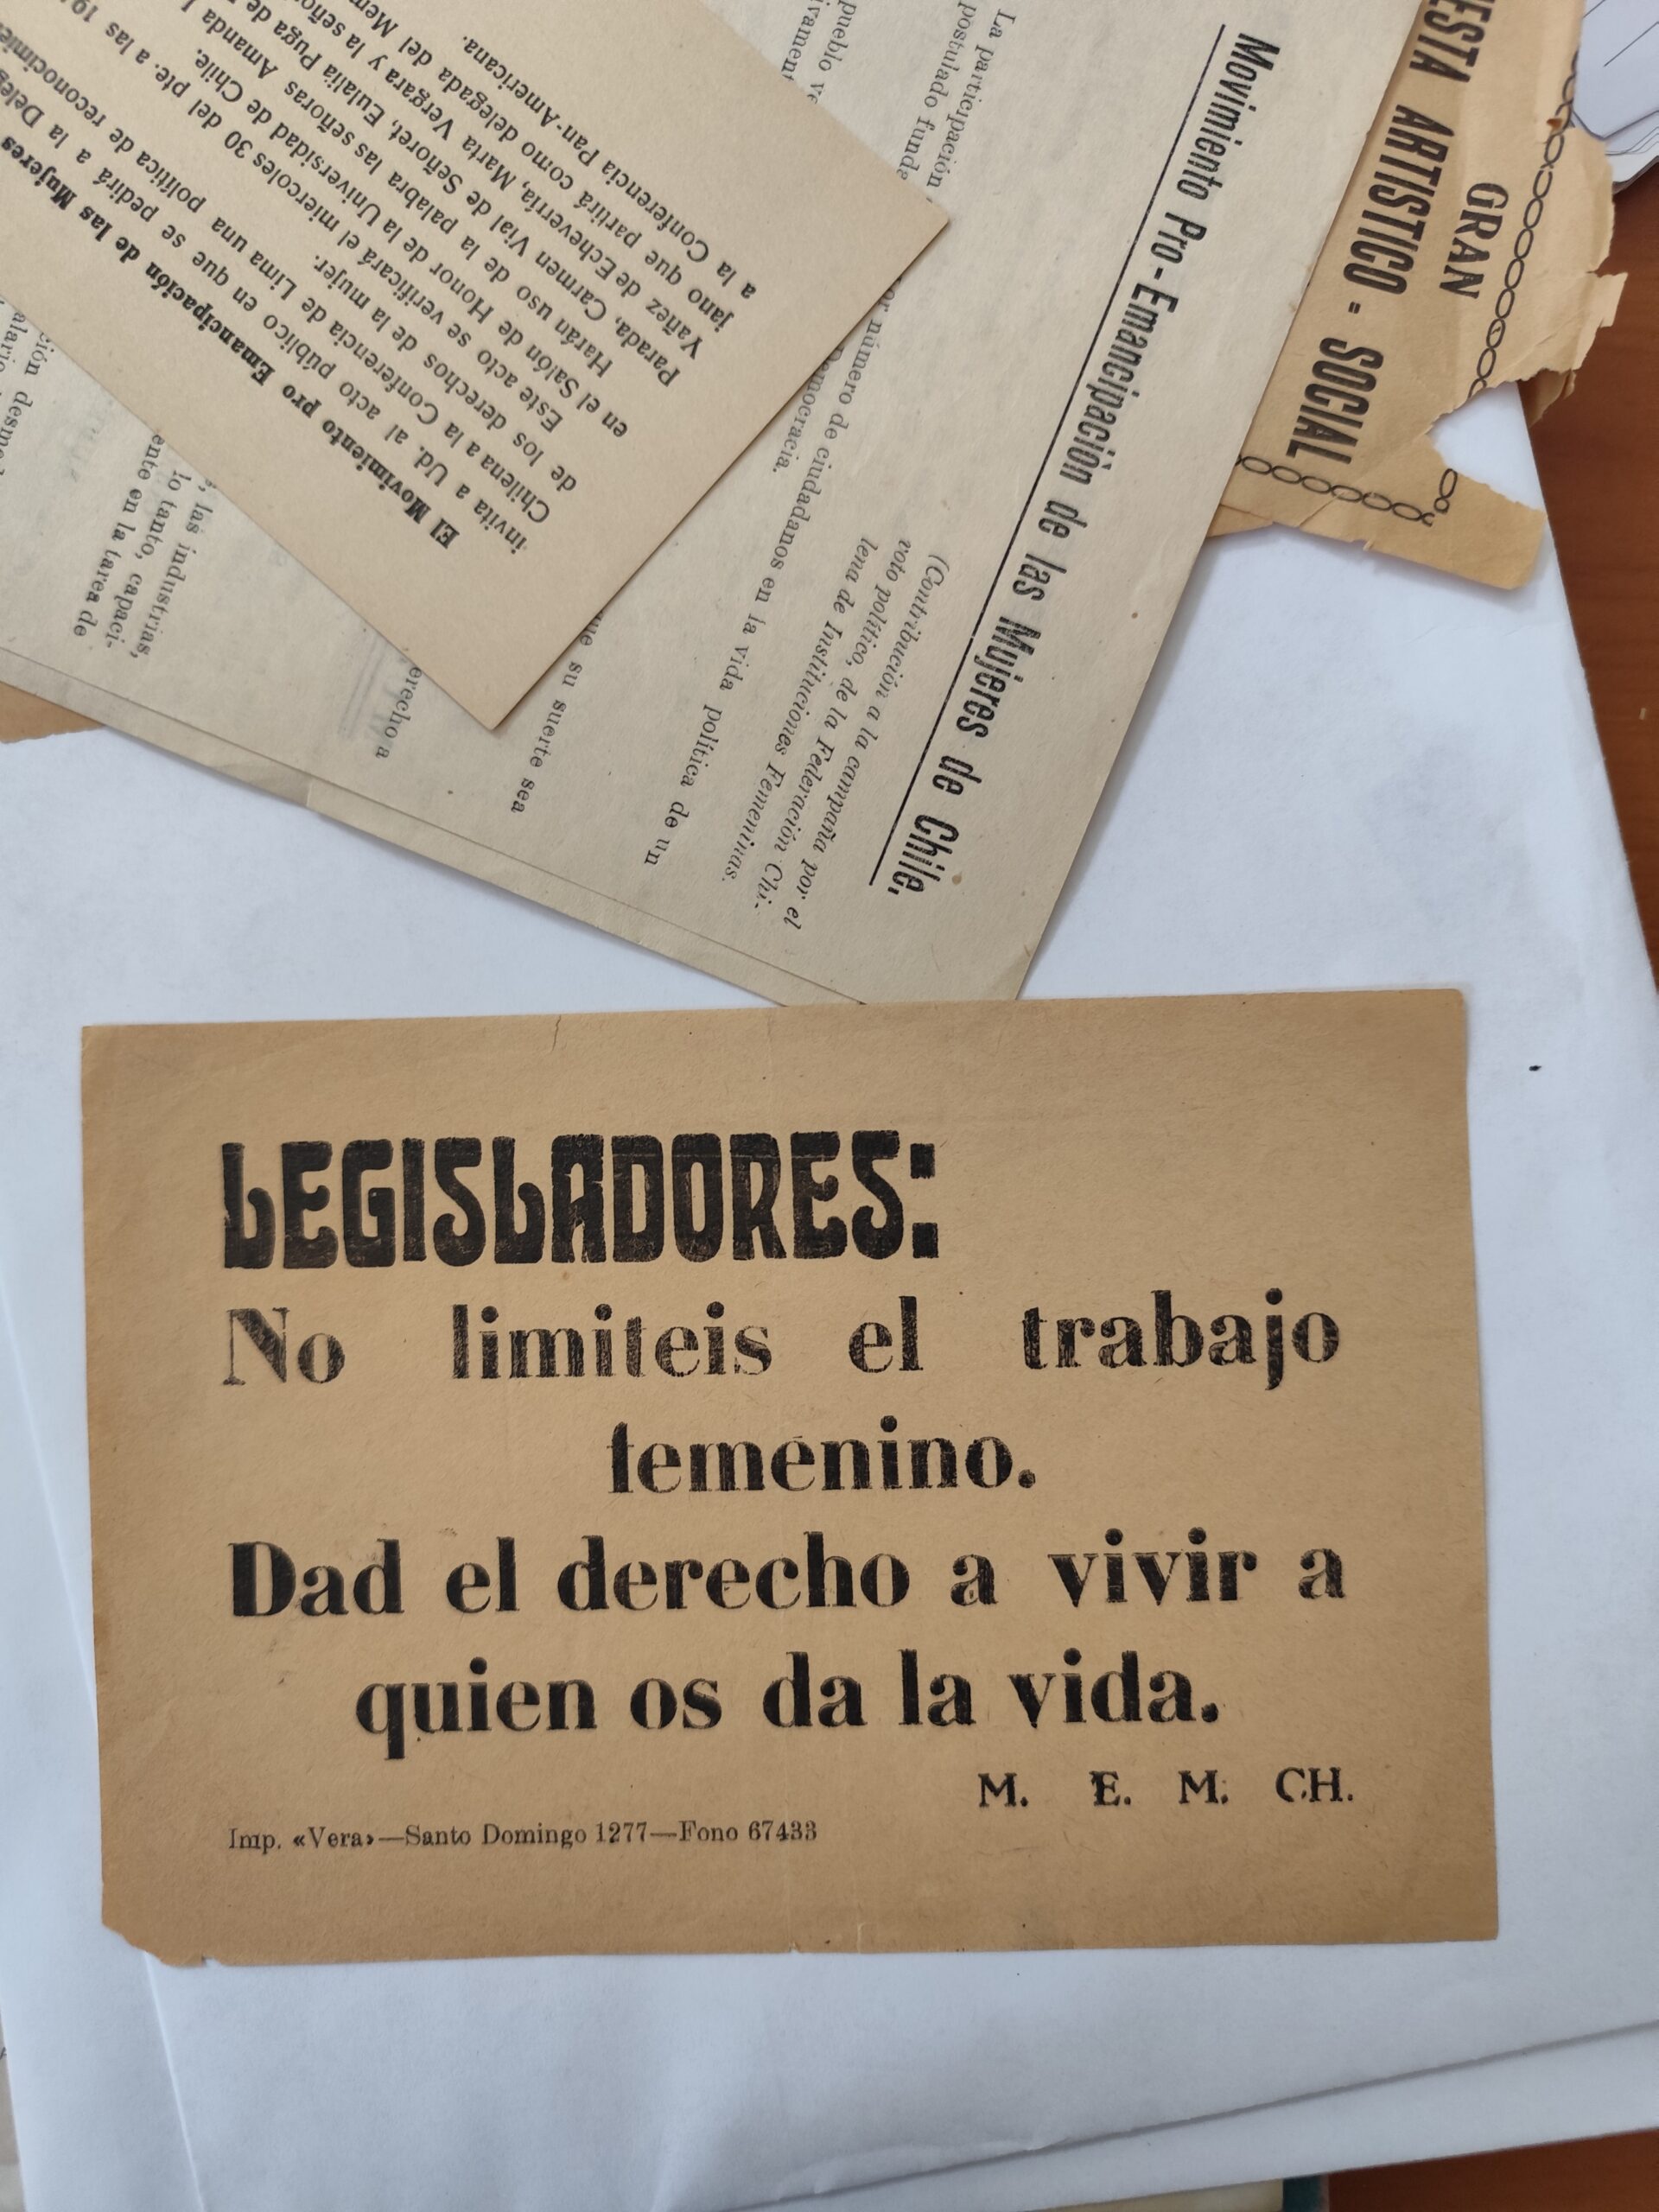 GRAN
ESTA ARTISTICO - SOCIAL
Movimiento Pro-Emancipación de las Mujeres de Chile.
(Contribución a la campaña por el
voto político, de la Federación Chi-
lena de Instituciones Femeninas.
La participación
número de ciudadanos en la vida política de un
postulado
democracia.
pueblo
su suerte sea
erecho a
las industrias,
lo tanto, capaci-
ente en la tarea de
ción
El Movimiento pro Emancipación de las Mujeres
invita a Ud. al acto público en que se pedirá a la
Chilena a la Conferencia de Lima una política de
de los derechos de la mujer.
Este acto se verificará el miércoles 30 del pte. a las
en el Salón de Honor de la Universidad de Chile.
Harán uso de la palabra las señoras Amanda
Parada, Carmen Vial de Señoret, Eulalia Puga de
Yañez de Echeverría, Marta Vergara y la
jano que partirá como delegada del
a la Conferencia Pan-Americana.
LEGISLADORES:
No limiteis el trabajo
femenino.
Dad el derecho a vivir a
quien os da la vida.
M. E. M. CH.
Imp. «Vera»—Santo Domingo 1277—Fono 67433